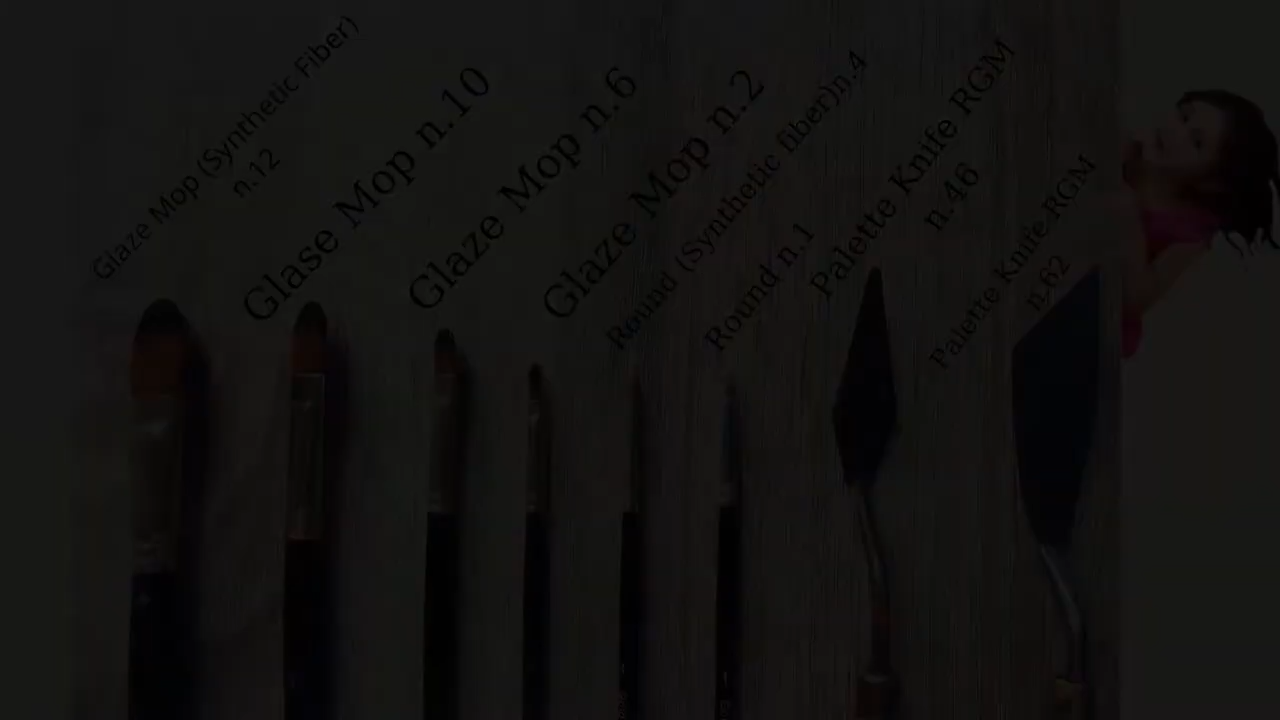 Glaze Mop (Synthetic Fiber)
n.12
Glase Mop n.10
Glaze Mop n.6
Glaze Mop n.2
Round (Synthetic fiber)n.4
Round n.1
Palette Knife RGM
n.46
Palette Knife RGM
n.62